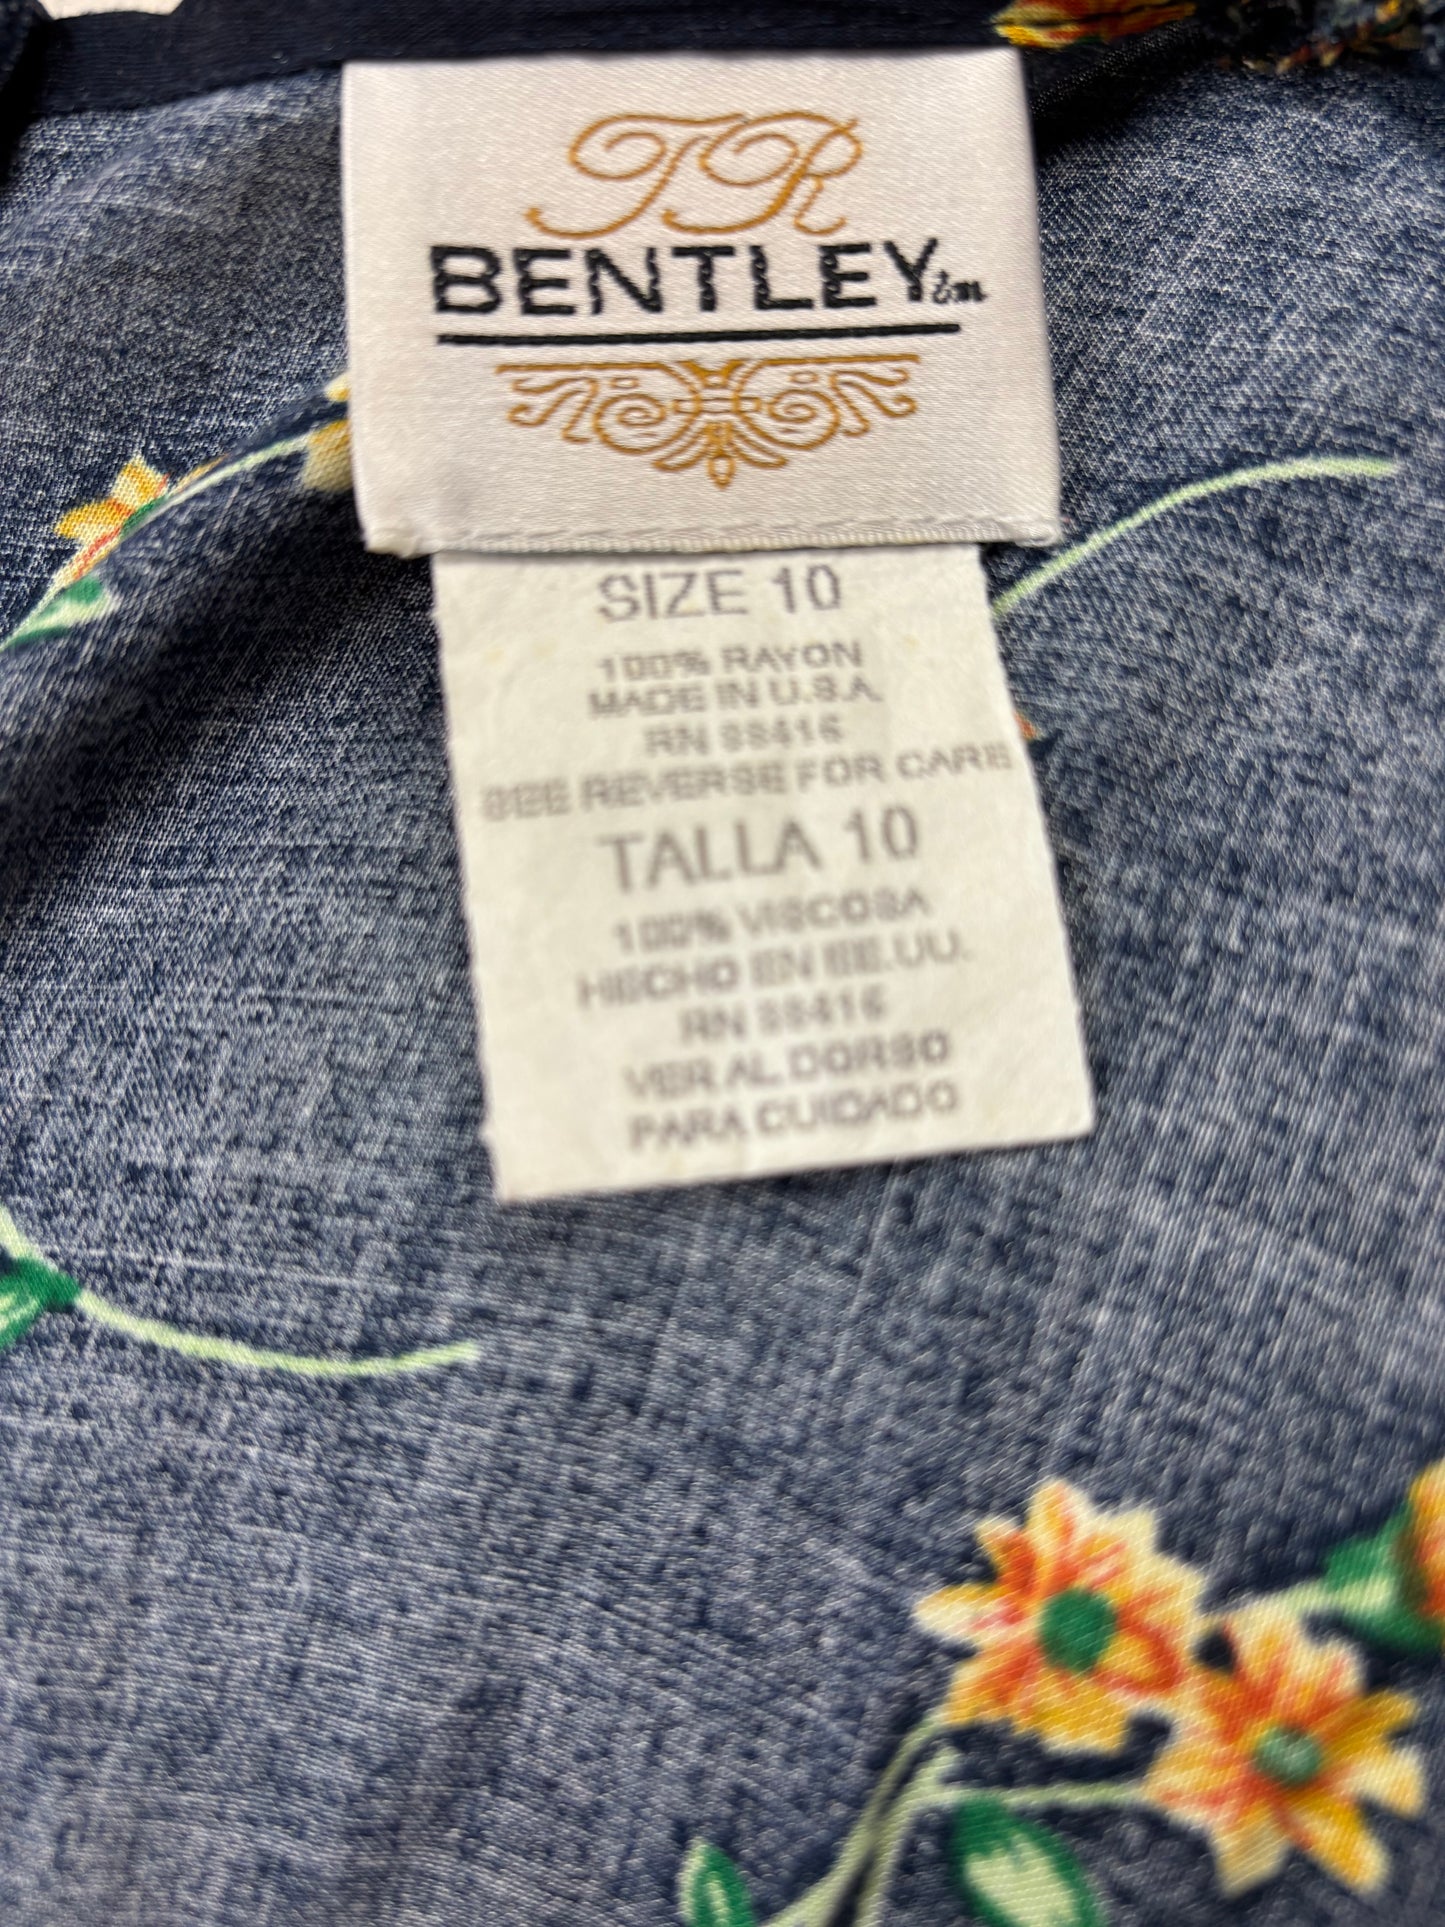 TR
BENTLEY tm
SIZE 10
100% RAYON
MADE IN U.S.A.
RN 88416
SEE REVERSE FOR CARE
TALLA 10
100% VISCOSA
HECHO EN EE.UU.
RN 88416
VER AL DORSO
PARA CUIDADO